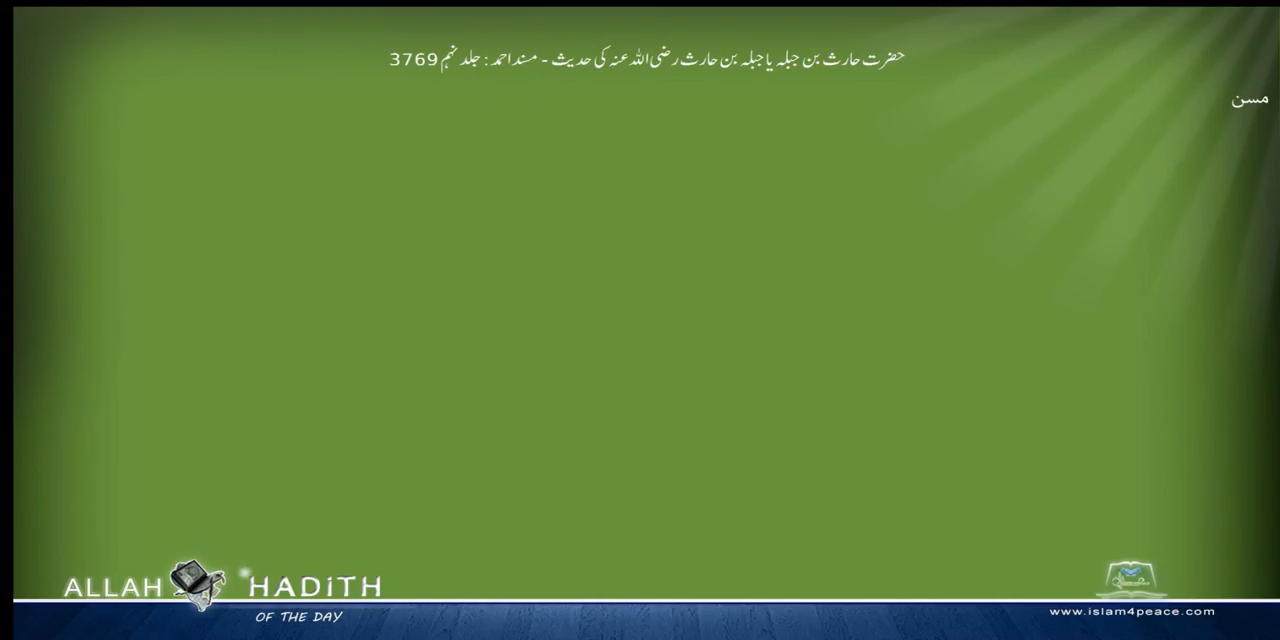 حضرت حارث بن جبلہ یا جبلہ بن حارث رضی اللہ عنہ کی حدیث - مسند احمد : جلد نہم 3769
مسن
ALLAH HADITH
OF THE DAY
www.islam4peace.com